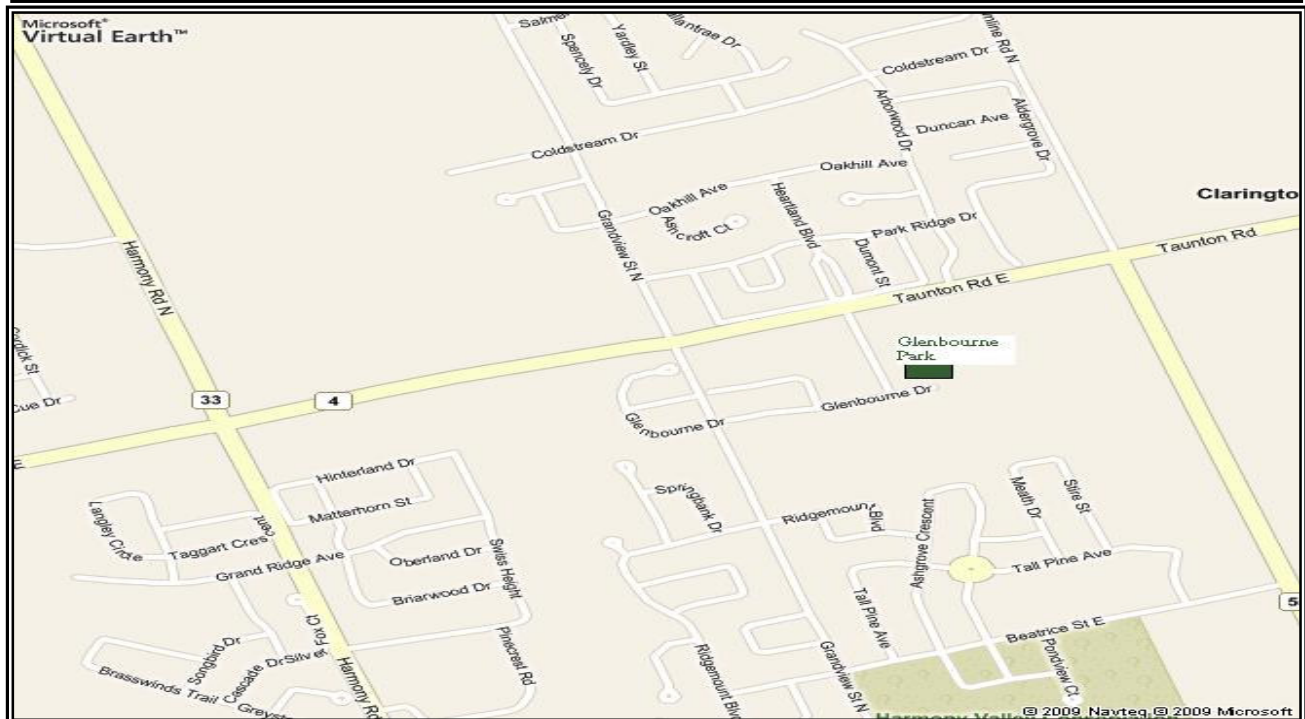 Microsoft®
Virtual Earth™
Spencely Dr
Yardley St
Coldstream Dr
Coldstream Dr
Arborwood Dr
Duncan Ave
Aldergrove Dr
Oakhill Ave
Oakhill Ave
Ashcroft Ct
Heartland Blvd
Park Ridge Dr
Dumont St
Grandview St N
Harmony Rd N
Taunton Rd
Taunton Rd E
Glenbourne
Park
33
4
Cue Dr
Glenbourne Dr
Glenbourne Dr
Hinterland Dr
Matterhorn St
Langley Circle
Taggart Cres
Grand Ridge Ave
Oberland Dr
Briarwood Dr
Swiss Height
Springbank Dr
Ridgemount Blvd
Ashgrove Crescent
Meath Dr
Stire St
Tall Pine Ave
Tall Pine Ave
Beatrice St E
Songbird Dr
Cascade Dr
Silver
Fox Ct
Brasswinds Trail
Harmony Rd
Pinecrest Rd
Ridgemount Blvd
Grandview St N
Pondview Ct
© 2009 Navteq © 2009 Microsoft